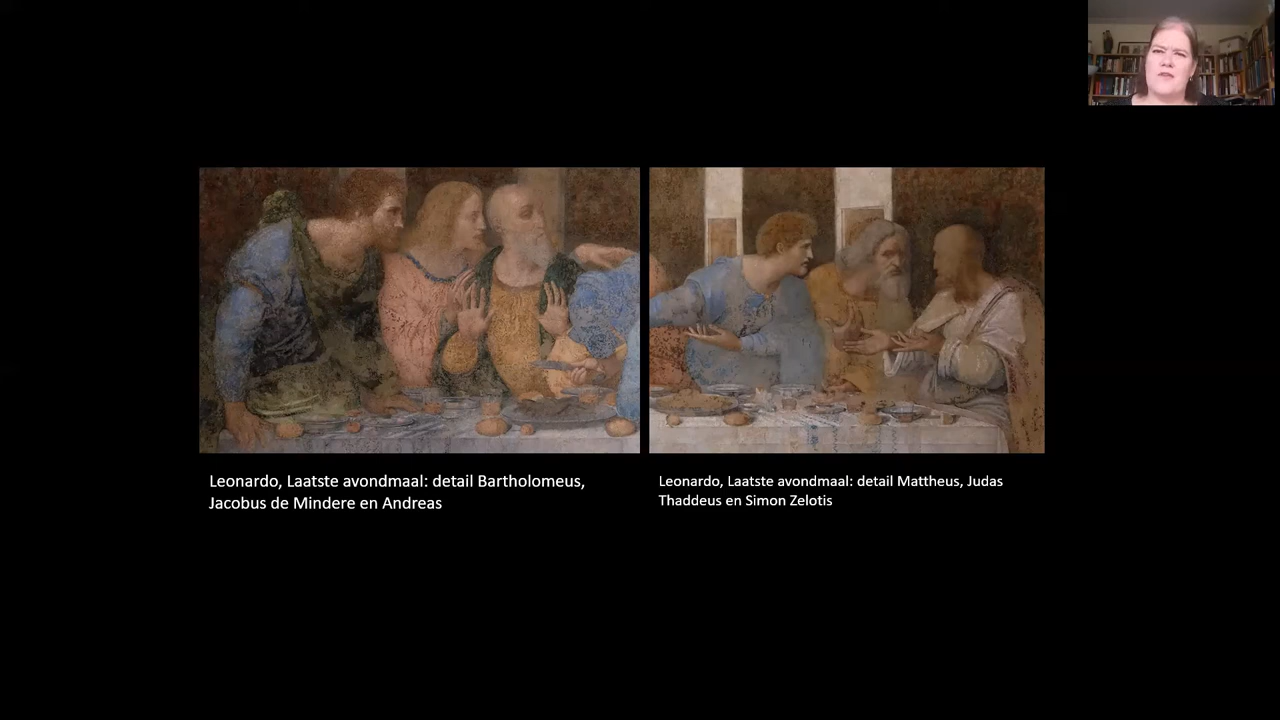 Leonardo, Laatste avondmaal: detail Bartholomeus,
Jacobus de Mindere en Andreas
Leonardo, Laatste avondmaal: detail Mattheus, Judas
Thaddeus en Simon Zelotis